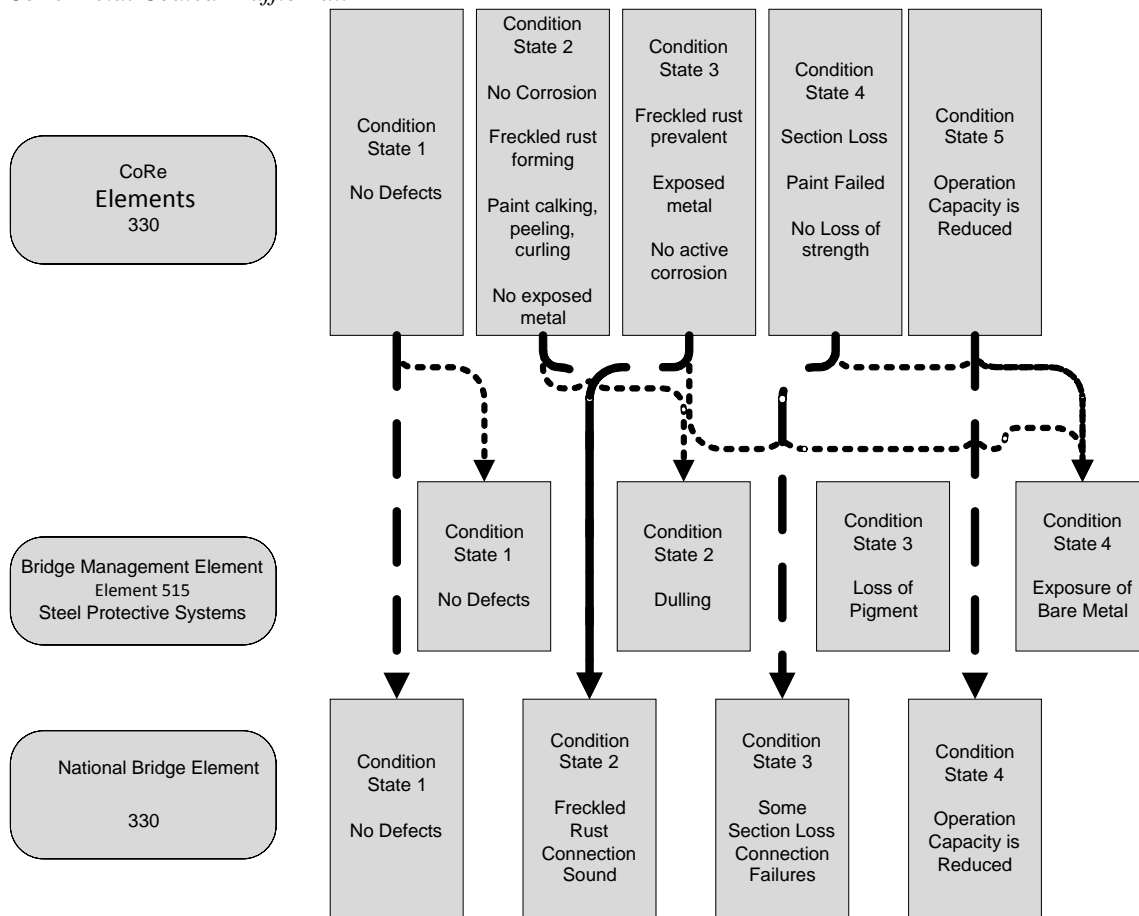 CoRe
Elements
330
Condition
State 1
No Defects
Condition
State 2
No Corrosion
Freckled rust
forming
Paint calking,
peeling,
curling
No exposed
metal
Condition
State 3
Freckled rust
prevalent
Exposed
metal
No active
corrosion
Condition
State 4
Section Loss
Paint Failed
No Loss of
strength
Condition
State 5
Operation
Capacity is
Reduced
Bridge Management Element
Element 515
Steel Protective Systems
Condition
State 1
No Defects
Condition
State 2
Dulling
Condition
State 3
Loss of
Pigment
Condition
State 4
Exposure of
Bare Metal
National Bridge Element
330
Condition
State 1
No Defects
Condition
State 2
Freckled
Rust
Connection
Sound
Condition
State 3
Some
Section Loss
Connection
Failures
Condition
State 4
Operation
Capacity is
Reduced